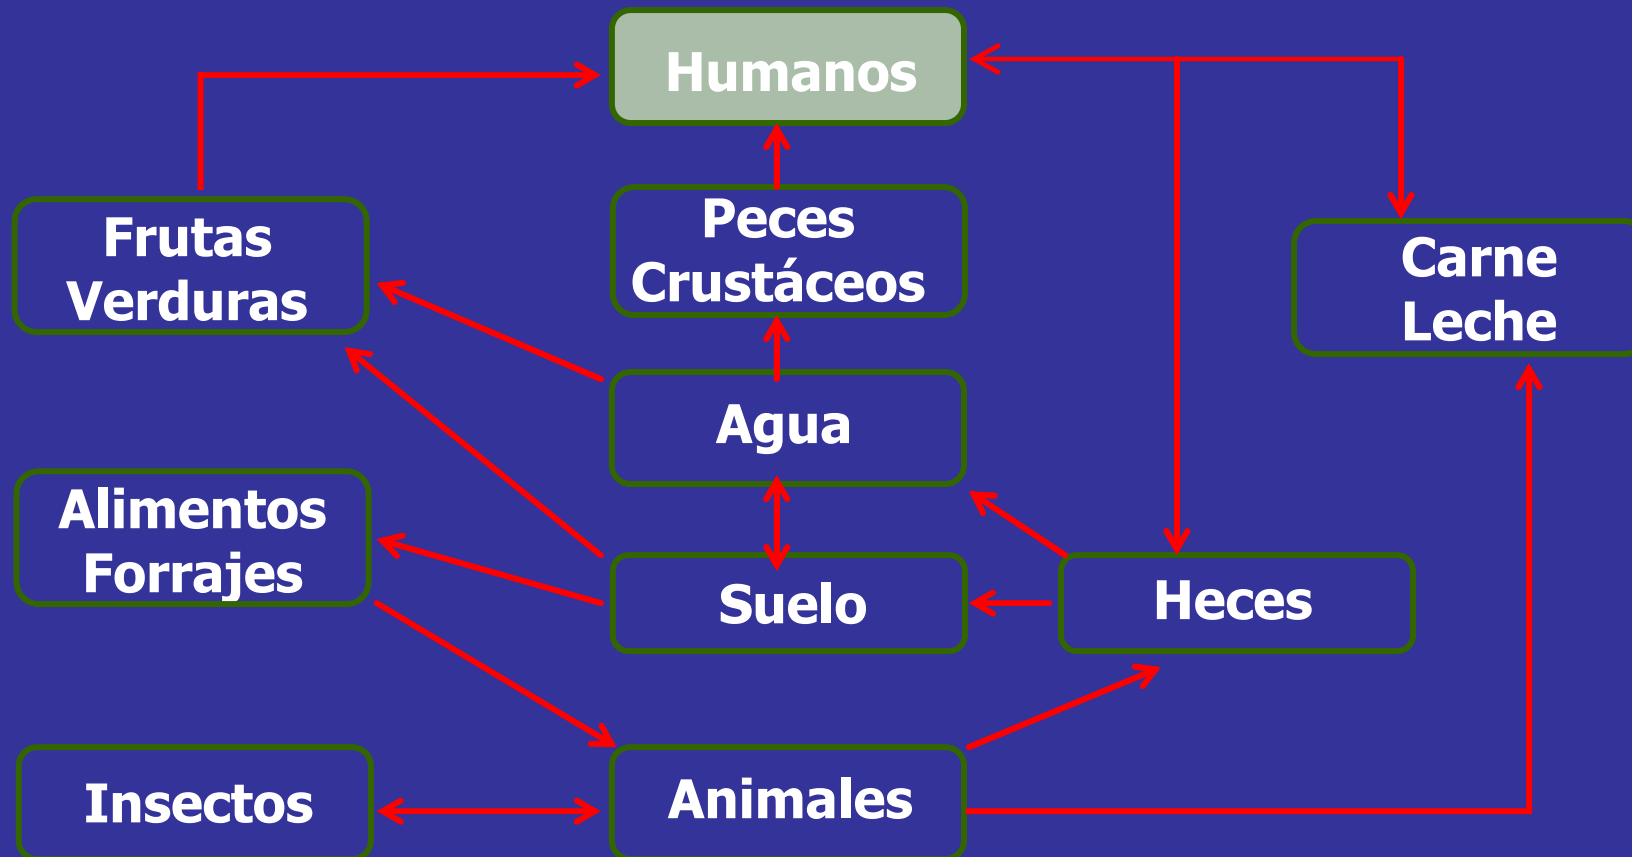 Humanos
Frutas
Verduras
Peces
Crustáceos
Carne
Leche
Agua
Alimentos
Forrajes
Suelo
Heces
Insectos
Animales